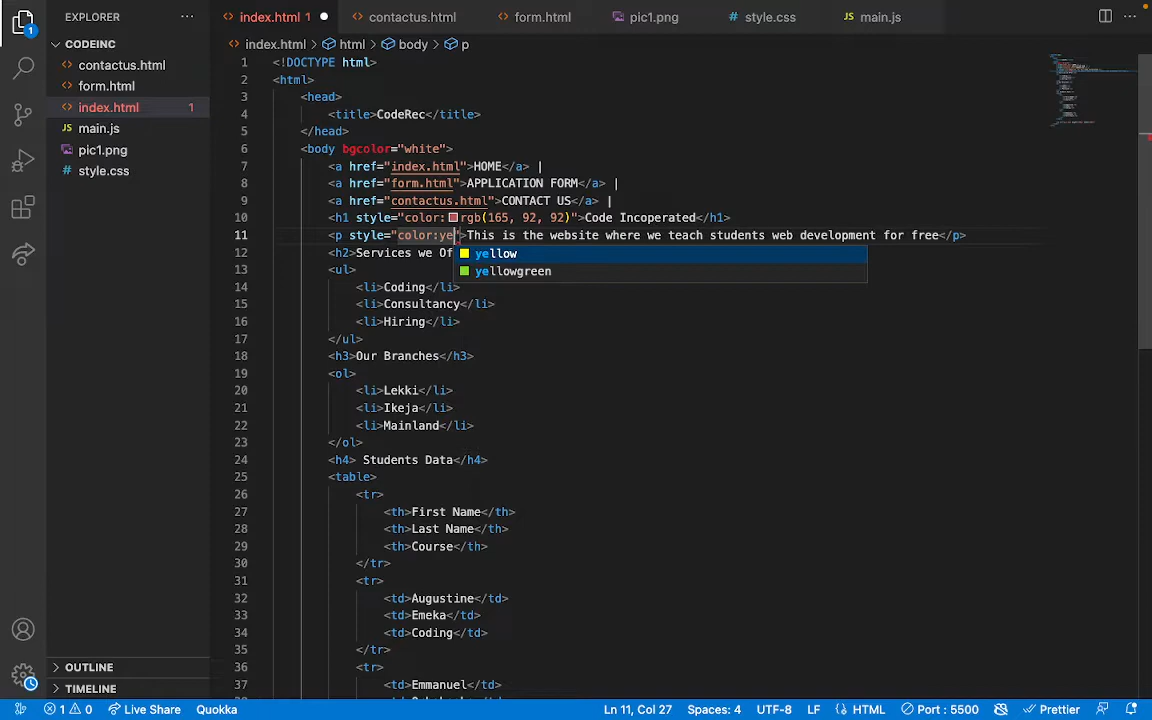 EXPLORER
CODEINC
contactus.html
form.html
index.html 1
JS main.js
pic1.png
# style.css
OUTLINE
TIMELINE
index.html 1
contactus.html
form.html
pic1.png
# style.css
JS main.js
index.html > html > body > p
1 <!DOCTYPE html>
2 <html>
3 <head>
4 <title>CodeRec</title>
5 </head>
6 <body bgcolor="white">
7 <a href="index.html">HOME</a> |
8 <a href="form.html">APPLICATION FORM</a> |
9 <a href="contactus.html">CONTACT US</a> |
10 <h1 style="color:rgb(165, 92, 92)">Code Incoperated</h1>
11 <p style="color:ye">This is the website where we teach students web development for free</p>
yellow
yellowgreen
12 <h2>Services we Of
13 <ul>
14 <li>Coding</li>
15 <li>Consultancy</li>
16 <li>Hiring</li>
17 </ul>
18 <h3>Our Branches</h3>
19 <ol>
20 <li>Lekki</li>
21 <li>Ikeja</li>
22 <li>Mainland</li>
23 </ol>
24 <h4> Students Data</h4>
25 <table>
26 <tr>
27 <th>First Name</th>
28 <th>Last Name</th>
29 <th>Course</th>
30 </tr>
31 <tr>
32 <td>Augustine</td>
33 <td>Emeka</td>
34 <td>Coding</td>
35 </tr>
36 <tr>
37 <td>Emmanuel</td>
1 0 Live Share Quokka Ln 11, Col 27 Spaces: 4 UTF-8 LF HTML Port : 5500 Prettier